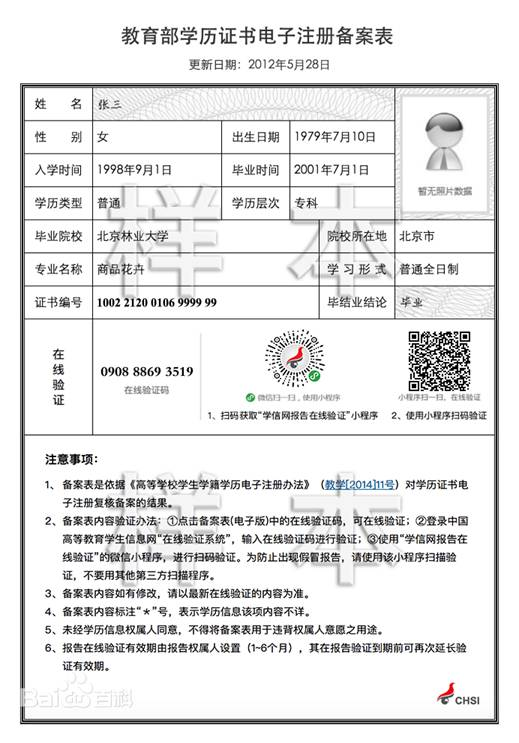 教育部学历证书电子注册备案表
更新日期：2012年5月28日
姓 名 张三
性 别 女 出生日期 1979年7月10日
入学时间 1998年9月1日 毕业时间 2001年7月1日
暂无照片数据
学历类型 普通 学历层次 专科
毕业院校 北京林业大学 院校所在地 北京市
专业名称 商品花卉 学习形式 普通全日制
证书编号 1002 2120 0106 9999 99 毕结业结论 毕业
样本
在线验证
0908 8869 3519
在线验证码
微信扫一扫，使用小程序
小程序扫一扫，在线验证
1、扫码获取“学信网报告在线验证”小程序
2、使用小程序扫码验证
注意事项：
1、备案表是依据《高等学校学生学籍学历电子注册办法》（教学[2014]11号）对学历证书电
子注册复核备案的结果。
2、备案表内容验证办法：①点击备案表(电子版)中的在线验证码，可在线验证；②登录中国
高等教育学生信息网“在线验证系统”，输入在线验证码进行验证；③使用“学信网报告在
线验证”的微信小程序，进行扫码验证。为防止出现假冒报告，请使用该小程序扫描验
证，不要用其他第三方扫描程序。
3、备案表内容如有修改，请以最新在线验证的内容为准。
4、备案表内容标注“＊”号，表示学历信息该项内容不详。
5、未经学历信息权属人同意，不得将备案表用于违背权属人意愿之用途。
6、报告在线验证有效期由报告权属人设置（1~6个月），其在报告验证到期前可再次延长验
证有效期。
样本
Baidu百科
CHSI